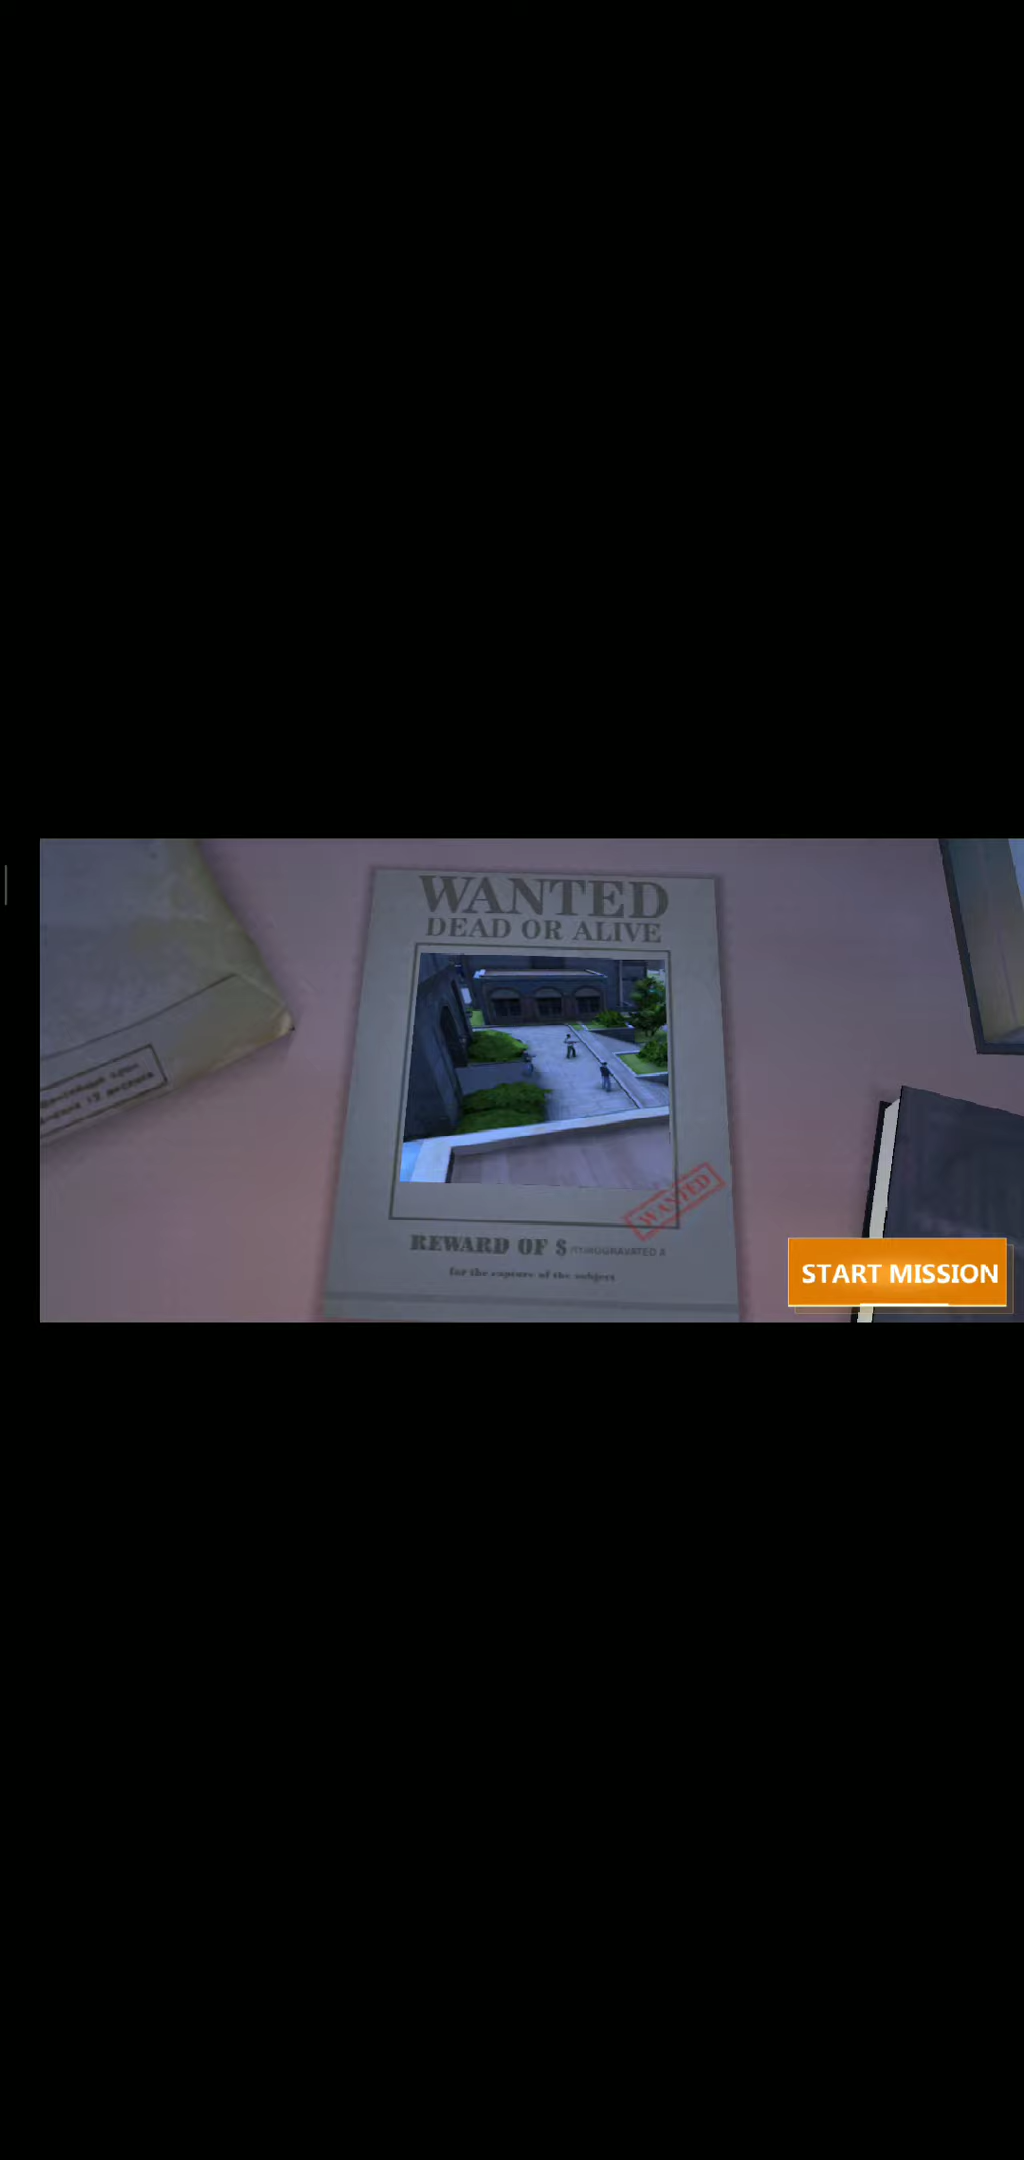 WANTED
DEAD OR ALIVE
WANTED
REWARD OF $
for the capture of the subject
START MISSION